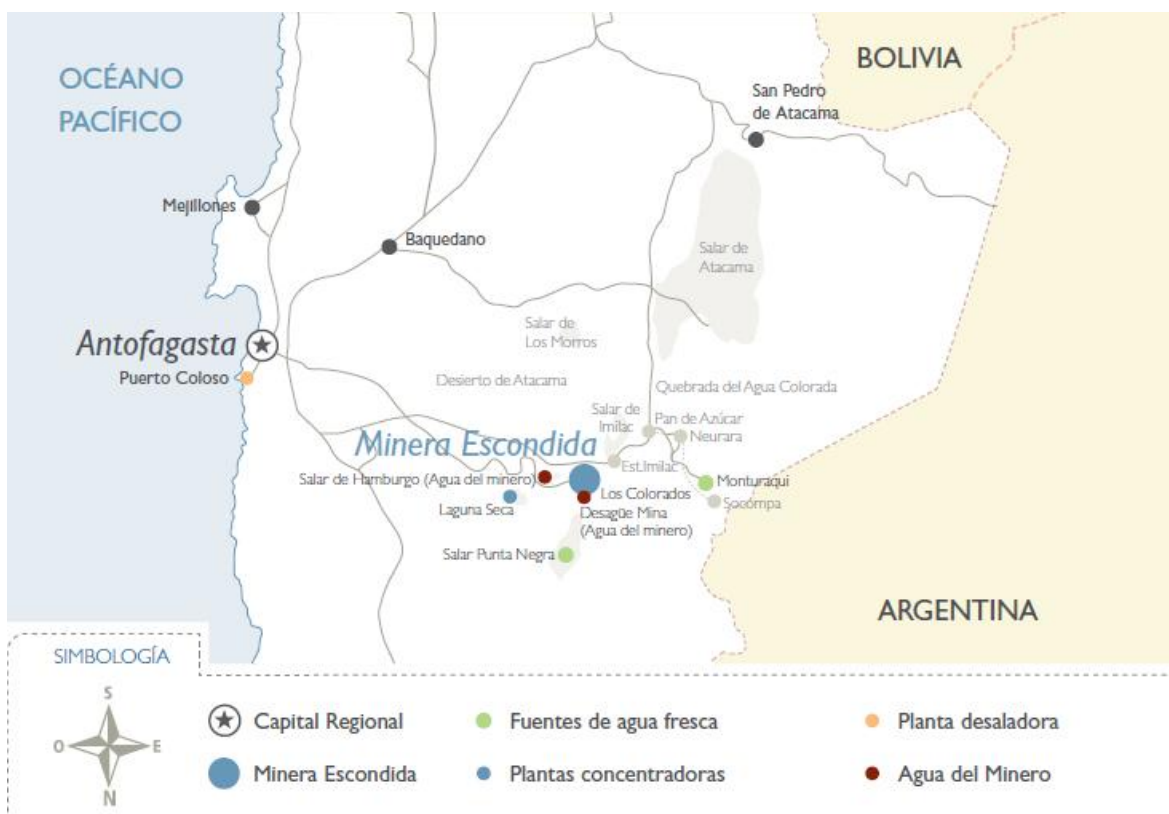 OCÉANO
PACÍFICO
BOLIVIA
San Pedro
de Atacama
Mejillones
Baquedano
Salar de
Atacama
Antofagasta
Puerto Coloso
Salar de
Los Morros
Desierto de Atacama
Quebrada del Agua Colorada
Salar de
Imilac
Pan de Azúcar
Neurara
Minera Escondida
Est.Imilac
Salar de Hamburgo (Agua del minero)
Monturaqui
Los Colorados
Socompa
Laguna Seca
Desagüe Mina
(Agua del minero)
Salar Punta Negra
ARGENTINA
SIMBOLOGÍA
S
O
E
N
Capital Regional
Fuentes de agua fresca
Planta desaladora
Minera Escondida
Plantas concentradoras
Agua del Minero